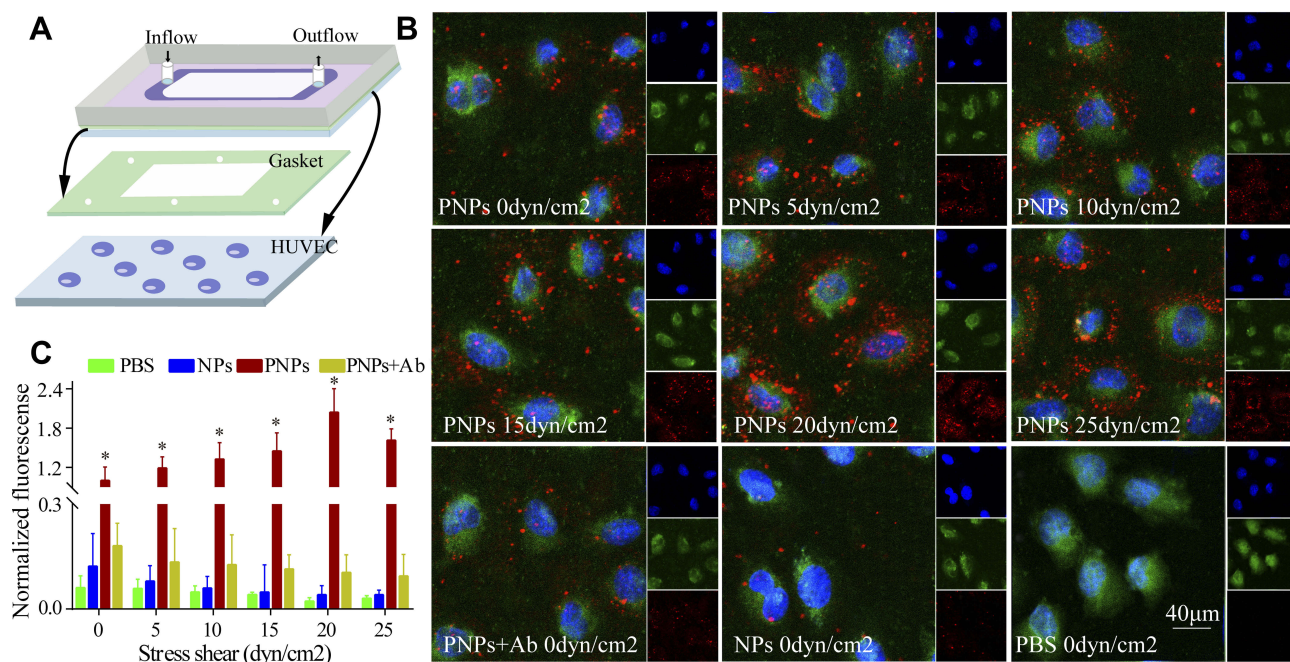 A
Inflow
Outflow
Gasket
HUVEC
B
PNPs 0dyn/cm2
PNPs 5dyn/cm2
PNPs 10dyn/cm2
PNPs 15dyn/cm2
PNPs 20dyn/cm2
PNPs 25dyn/cm2
PNPs+Ab 0dyn/cm2
NPs 0dyn/cm2
PBS 0dyn/cm2
40μm
C
PBS NPs PNPs PNPs+Ab
Normalized fluorescense
2.4
1.8
1.2
0.3
0.0
* * * * * *
0 5 10 15 20 25
Stress shear (dyn/cm2)